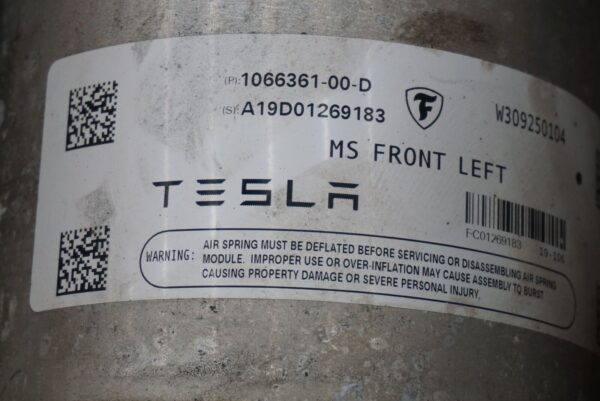 (P): 1066361-00-D
(S): A19D01269183
F
W309250104
MS FRONT LEFT
TESLA
FC01269183 19-106
WARNING: AIR SPRING MUST BE DEFLATED BEFORE SERVICING OR DISASSEMBLING AIR SPRING
MODULE. IMPROPER USE OR OVER-INFLATION MAY CAUSE ASSEMBLY TO BURST
CAUSING PROPERTY DAMAGE OR SEVERE PERSONAL INJURY.